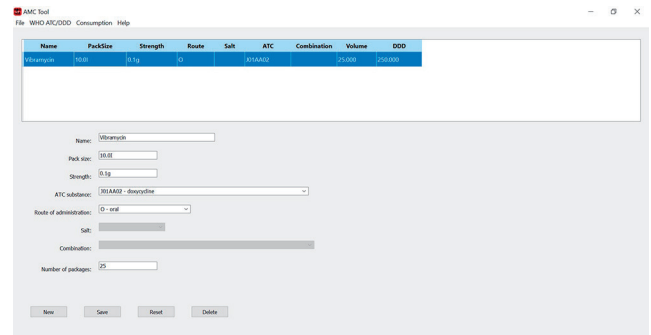 AMC Tool
File WHO ATC/DDD Consumption Help
Name PackSize Strength Route Salt ATC Combination Volume DDD
Vibramycin 10.0I 0.1g O J01AA02 25.000 250.000
Name: Vibramycin
Pack size: 10.0I
Strength: 0.1g
ATC substance: J01AA02 - doxycycline
Route of administration: O - oral
Salt:
Combination:
Number of packages: 25
New Save Reset Delete